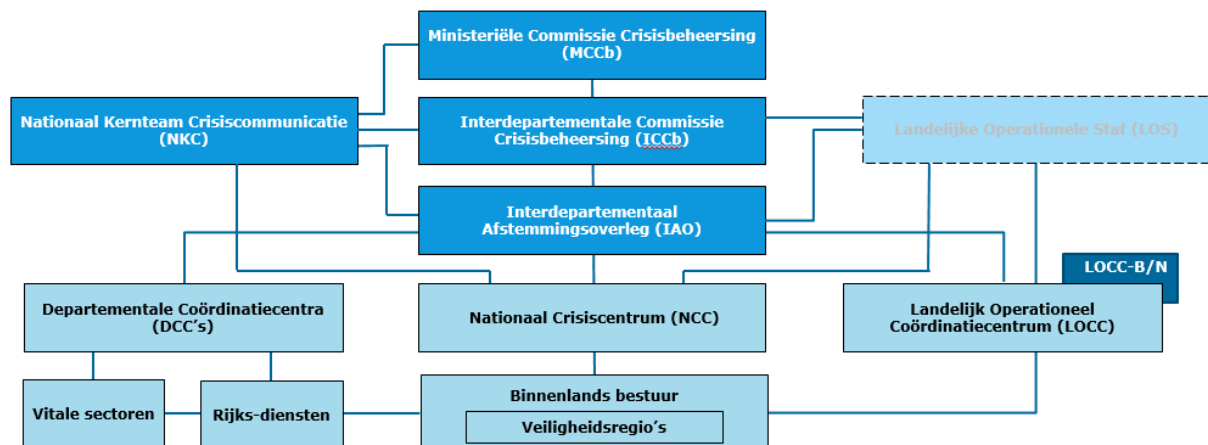 Ministeriële Commissie Crisisbeheersing
(MCCb)
Nationaal Kernteam Crisiscommunicatie
(NKC)
Interdepartementale Commissie
Crisisbeheersing (ICCb)
Landelijke Operationele Staf (LOS)
Interdepartementaal
Afstemmingsoverleg (IAO)
LOCC-B/N
Departementale Coördinatiecentra
(DCC’s)
Nationaal Crisiscentrum (NCC)
Landelijk Operationeel
Coördinatiecentrum (LOCC)
Vitale sectoren
Rijks-diensten
Binnenlands bestuur
Veiligheidsregio’s